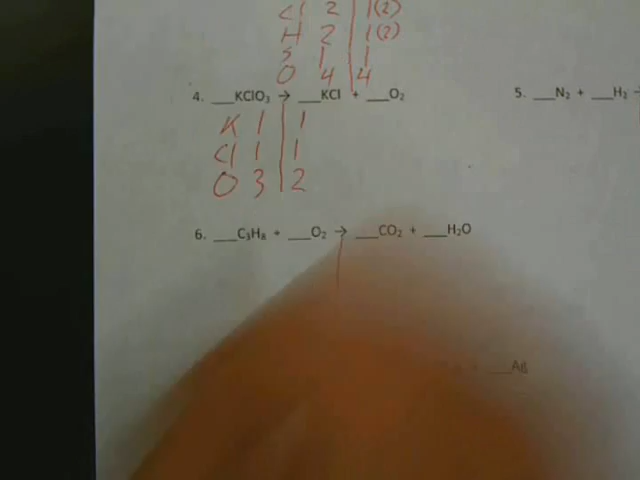 Cl 2 | 1(2)
H 2 | 1(2)
S 1 | 1
O 4 | 4
4. ___KClO₃ → ___KCl + ___O₂
5. ___N₂ + ___H₂
K 1 | 1
Cl 1 | 1
O 3 | 2
6. ___C₃H₈ + ___O₂ → ___CO₂ + ___H₂O
___Ag